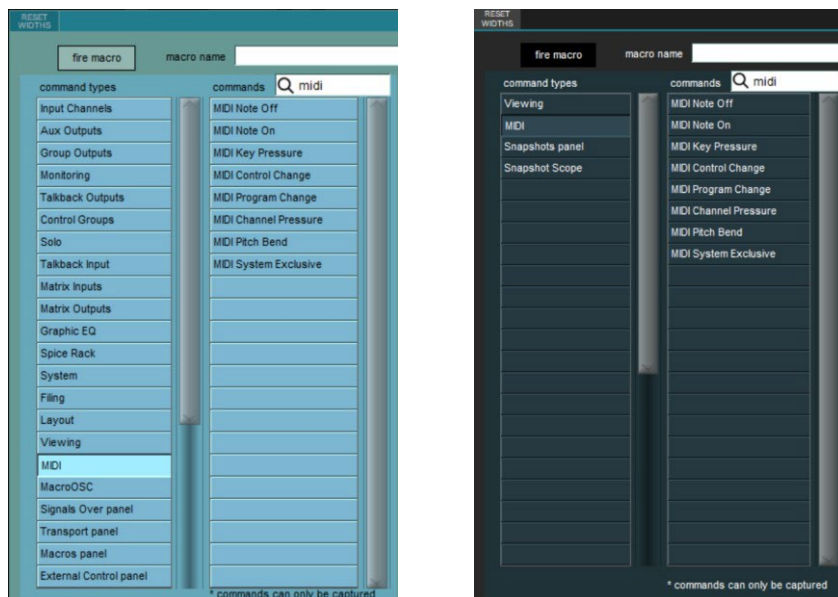 RESET
WIDTHS
fire macro
macro name
command types
commands
midi
Input Channels
Aux Outputs
Group Outputs
Monitoring
Talkback Outputs
Control Groups
Solo
Talkback Input
Matrix Inputs
Matrix Outputs
Graphic EQ
Spice Rack
System
Filing
Layout
Viewing
MIDI
MacroOSC
Signals Over panel
Transport panel
Macros panel
External Control panel
MIDI Note Off
MIDI Note On
MIDI Key Pressure
MIDI Control Change
MIDI Program Change
MIDI Channel Pressure
MIDI Pitch Bend
MIDI System Exclusive
* commands can only be captured
RESET
WIDTHS
fire macro
macro name
command types
commands
midi
Viewing
MIDI
Snapshots panel
Snapshot Scope
MIDI Note Off
MIDI Note On
MIDI Key Pressure
MIDI Control Change
MIDI Program Change
MIDI Channel Pressure
MIDI Pitch Bend
MIDI System Exclusive
* commands can only be captured